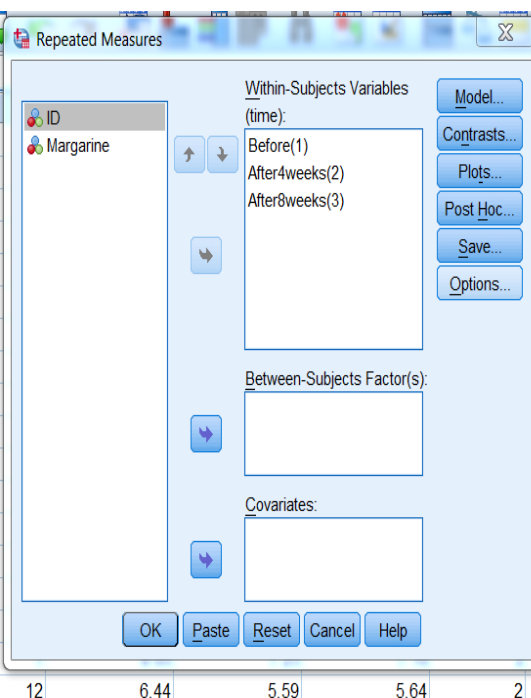 Repeated Measures
ID
Margarine
Within-Subjects Variables
(time):
Before(1)
After4weeks(2)
After8weeks(3)
Model...
Contrasts...
Plots...
Post Hoc...
Save...
Options...
Between-Subjects Factor(s):
Covariates:
OK Paste Reset Cancel Help
12 6.44 5.59 5.64 2